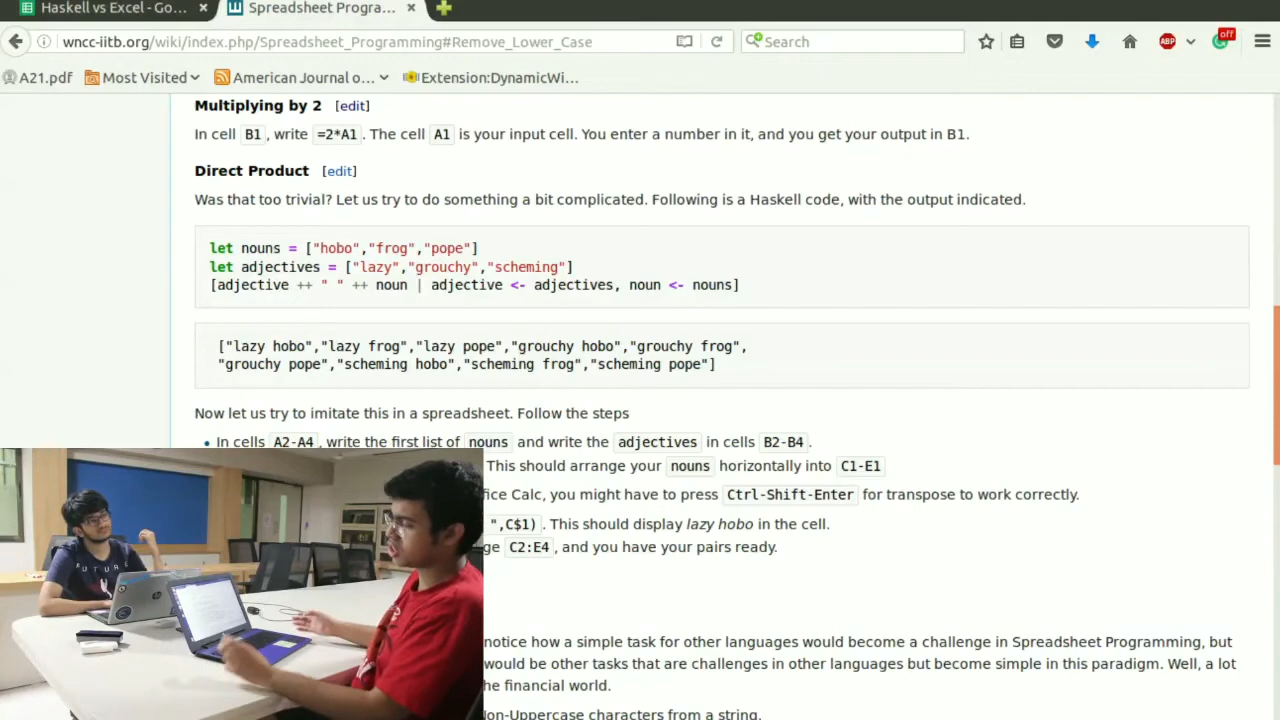 Haskell vs Excel - Go...
Spreadsheet Progra...
wncc-iitb.org/wiki/index.php/Spreadsheet_Programming#Remove_Lower_Case
Search
ABP
off
A21.pdf
Most Visited
American Journal o...
Extension:DynamicWi...
Multiplying by 2 [edit]
In cell B1, write =2*A1. The cell A1 is your input cell. You enter a number in it, and you get your output in B1.
Direct Product [edit]
Was that too trivial? Let us try to do something a bit complicated. Following is a Haskell code, with the output indicated.
let nouns = ["hobo","frog","pope"]
let adjectives = ["lazy","grouchy","scheming"]
[adjective ++ " " ++ noun | adjective <- adjectives, noun <- nouns]
["lazy hobo","lazy frog","lazy pope","grouchy hobo","grouchy frog",
"grouchy pope","scheming hobo","scheming frog","scheming pope"]
Now let us try to imitate this in a spreadsheet. Follow the steps
• In cells A2-A4, write the first list of nouns and write the adjectives in cells B2-B4.
This should arrange your nouns horizontally into C1-E1
fice Calc, you might have to press Ctrl-Shift-Enter for transpose to work correctly.
",C$1). This should display lazy hobo in the cell.
ge C2:E4, and you have your pairs ready.
notice how a simple task for other languages would become a challenge in Spreadsheet Programming, but
would be other tasks that are challenges in other languages but become simple in this paradigm. Well, a lot
he financial world.
Non-Uppercase characters from a string.
FUTURE